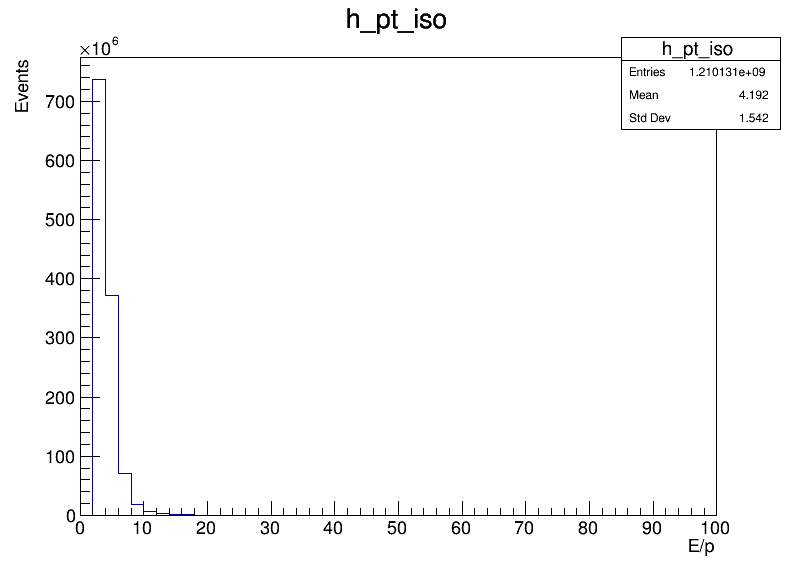 h_pt_iso
×10^6
Events
h_pt_iso
Entries 1.210131e+09
Mean 4.192
Std Dev 1.542
700
600
500
400
300
200
100
0
0 10 20 30 40 50 60 70 80 90 100
E/p